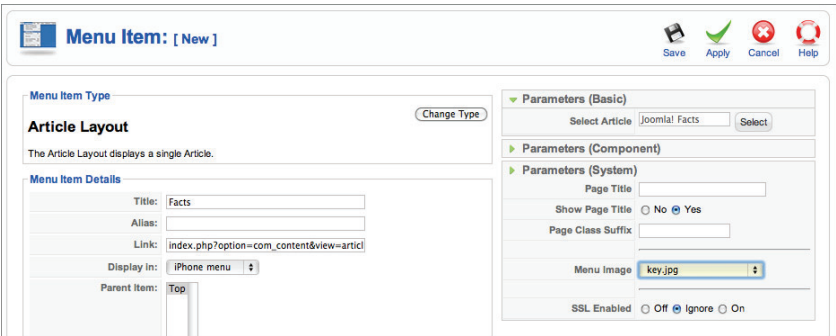 Menu Item: [ New ]
Save Apply Cancel Help
Menu Item Type
Change Type
Article Layout
The Article Layout displays a single Article.
Menu Item Details
Title: Facts
Alias:
Link: index.php?option=com_content&view=articl
Display in: iPhone menu
Parent Item: Top
Parameters (Basic)
Select Article Joomla! Facts Select
Parameters (Component)
Parameters (System)
Page Title
Show Page Title No Yes
Page Class Suffix
Menu Image key.jpg
SSL Enabled Off Ignore On